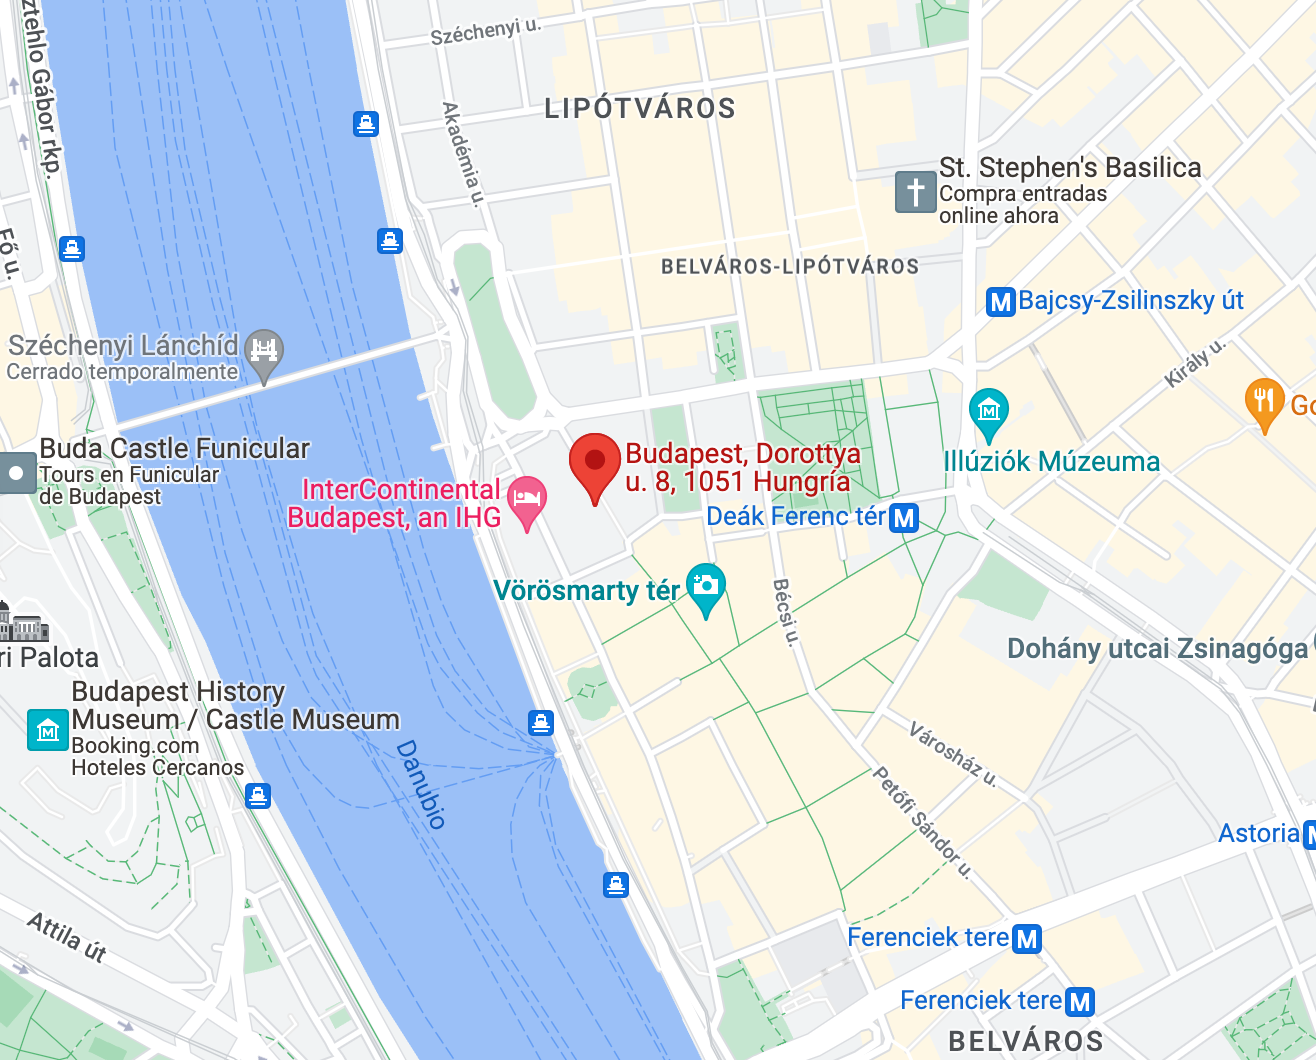 Széchenyi u.
ztehlo Gábor rkp.
LIPÓTVÁROS
Akadémia u.
St. Stephen's Basilica
Compra entradas
online ahora
Fő u.
BELVÁROS-LIPÓTVÁROS
M Bajcsy-Zsilinszky út
Széchenyi Lánchíd
Cerrado temporalmente
Király u.
Go
M
Illúziók Múzeuma
Buda Castle Funicular
Tours en Funicular
de Budapest
Budapest, Dorottya
u. 8, 1051 Hungría
InterContinental
Budapest, an IHG
Deák Ferenc tér M
Vörösmarty tér
Bécsi u.
ri Palota
Dohány utcai Zsinagóga
Budapest History
Museum / Castle Museum
M
Booking.com
Hoteles Cercanos
Danubio
Városház u.
Petőfi Sándor u.
Astoria M
Attila út
Ferenciek tere M
Ferenciek tere M
BELVÁROS